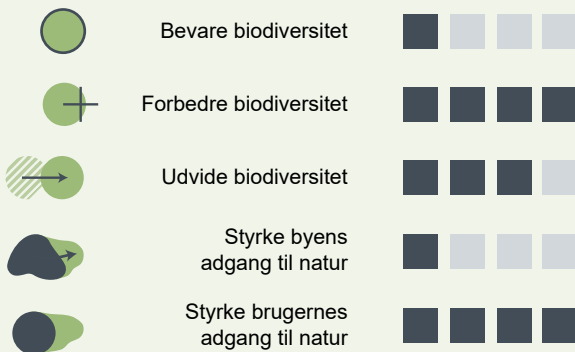 Bevare biodiversitet
Forbedre biodiversitet
Udvide biodiversitet
Styrke byens
adgang til natur
Styrke brugernes
adgang til natur